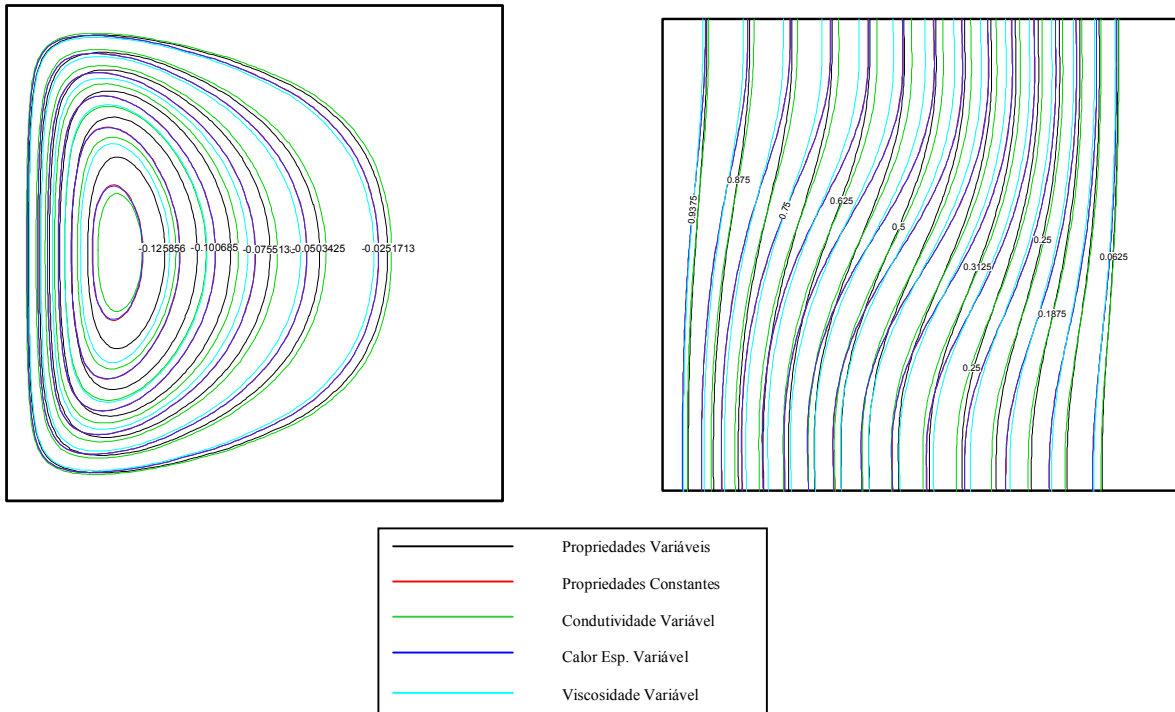 -0.125856
-0.100685
-0.0503425
-0.0251713
0.9375
0.875
0.75
0.625
0.5
0.3125
0.25
0.1875
0.25
0.0625
Propriedades Variáveis
Propriedades Constantes
Condutividade Variável
Calor Esp. Variável
Viscosidade Variável